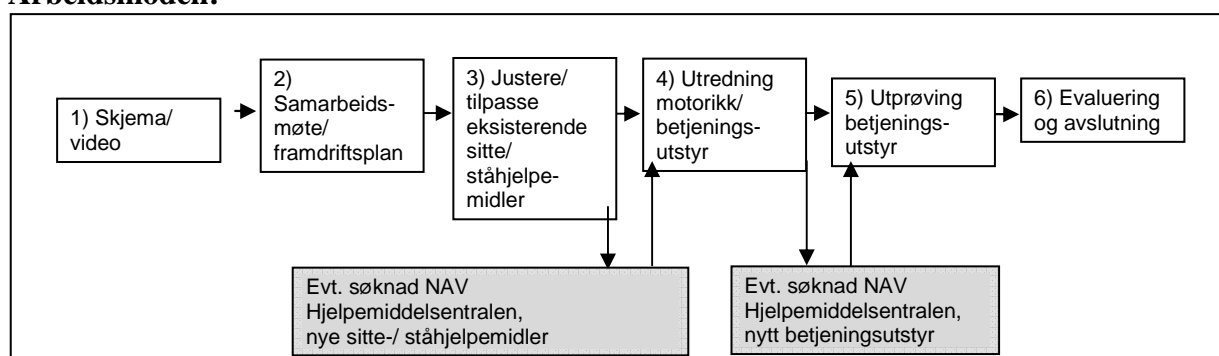 Arbeidsmodell:
1) Skjema/
video
2)
Samarbeids-
møte/
framdriftsplan
3) Justere/
tilpasse
eksisterende
sitte/
ståhjelpe-
midler
4) Utredning
motorikk/
betjenings-
utstyr
5) Utprøving
betjenings-
utstyr
6) Evaluering
og avslutning
Evt. søknad NAV
Hjelpemiddelsentralen,
nye sitte-/ ståhjelpemidler
Evt. søknad NAV
Hjelpemiddelsentralen,
nytt betjeningsutstyr